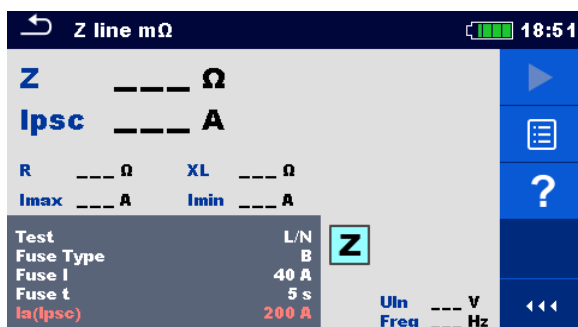 Z line mΩ 18:51
Z ___ Ω
Ipsc ___ A
R ___ Ω XL ___ Ω
Imax ___ A Imin ___ A
Test L/N
Fuse Type B
Fuse I 40 A
Fuse t 5 s
Ia(Ipsc) 200 A
Z
?
Uln ___ V
Freq ___ Hz